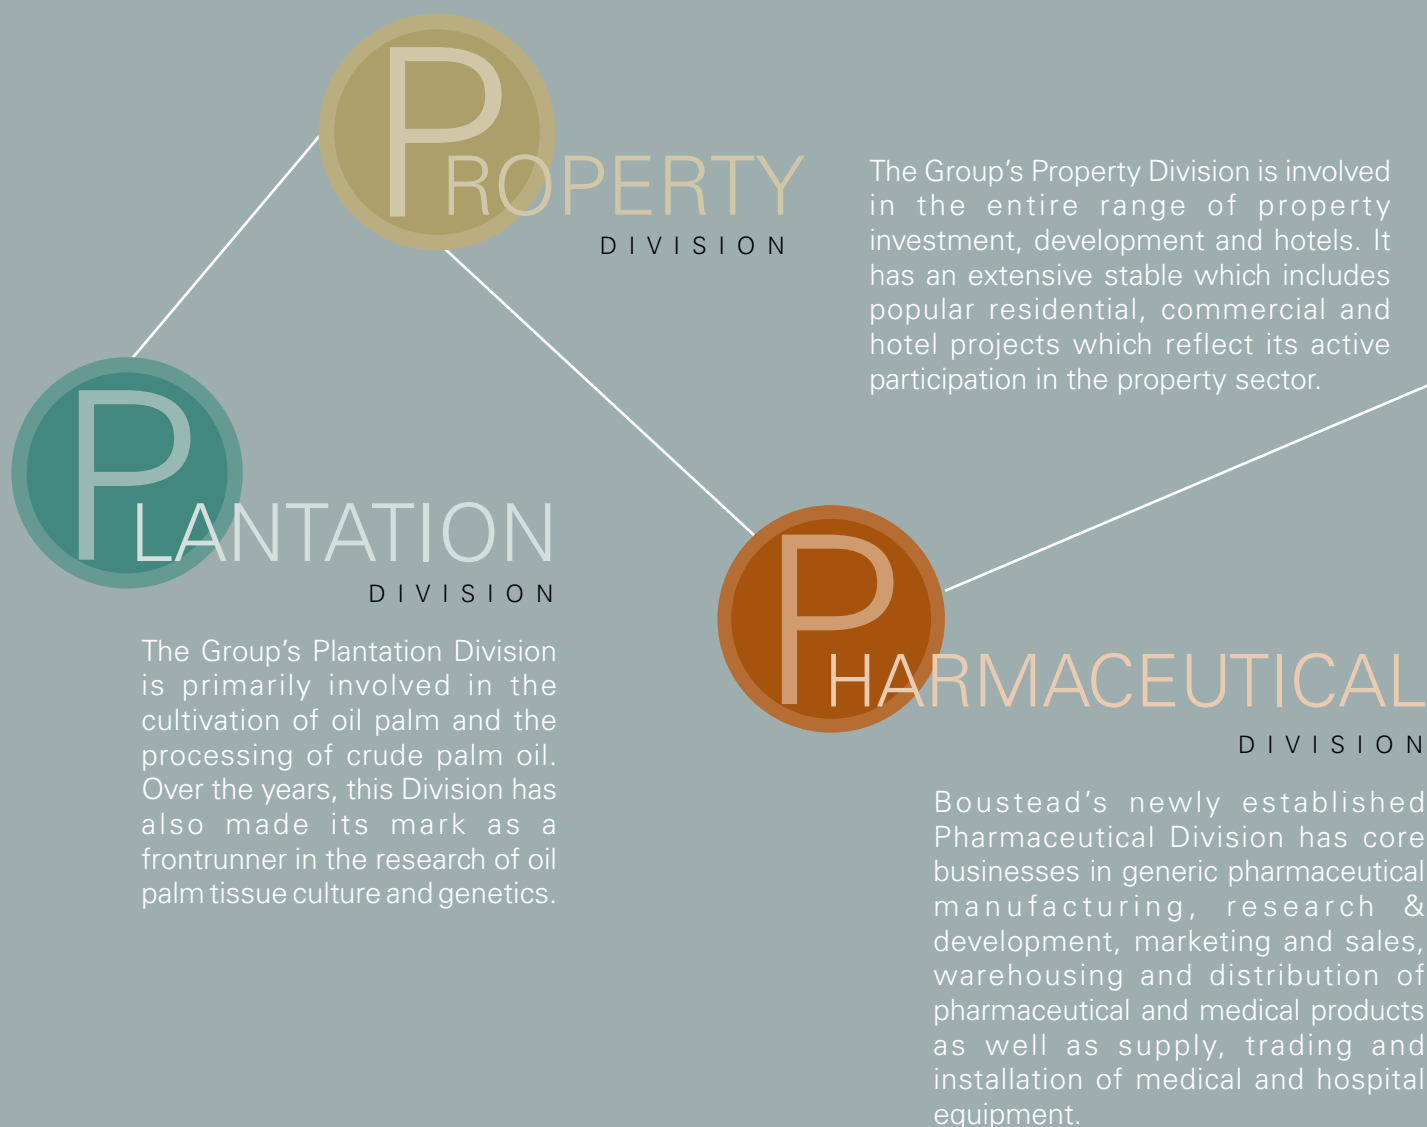 PROPERTY
DIVISION
The Group's Property Division is involved
in the entire range of property
investment, development and hotels. It
has an extensive stable which includes
popular residential, commercial and
hotel projects which reflect its active
participation in the property sector.
PLANTATION
DIVISION
The Group's Plantation Division
is primarily involved in the
cultivation of oil palm and the
processing of crude palm oil.
Over the years, this Division has
also made its mark as a
frontrunner in the research of oil
palm tissue culture and genetics.
PHARMACEUTICAL
DIVISION
Boustead's newly established
Pharmaceutical Division has core
businesses in generic pharmaceutical
manufacturing, research &
development, marketing and sales,
warehousing and distribution of
pharmaceutical and medical products
as well as supply, trading and
installation of medical and hospital
equipment.